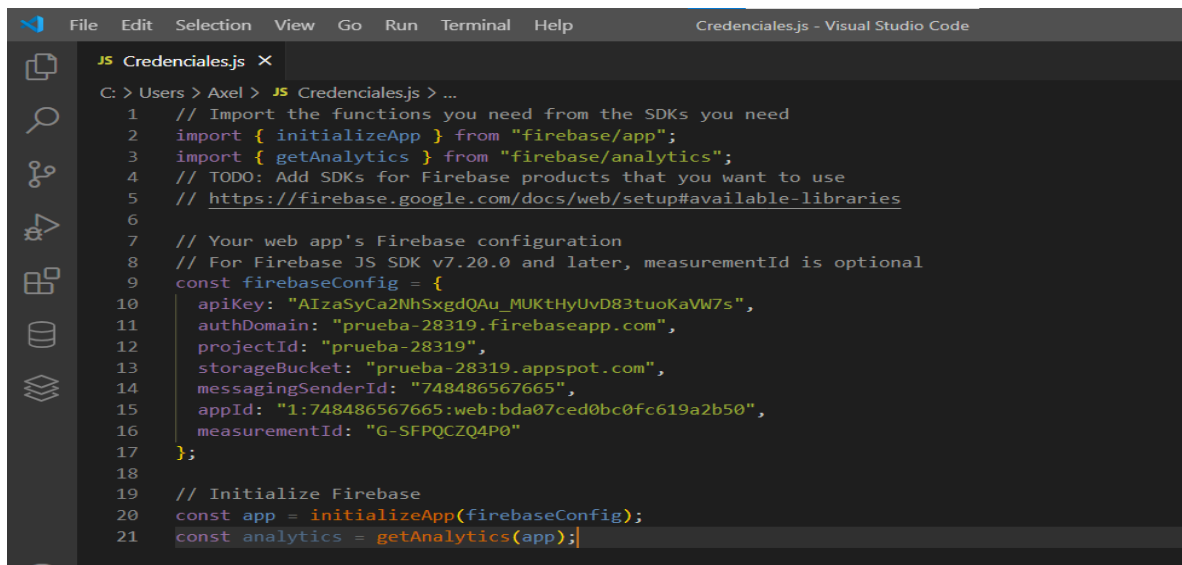 File Edit Selection View Go Run Terminal Help Credenciales.js - Visual Studio Code
JS Credenciales.js ×
C: > Users > Axel > JS Credenciales.js > ...
1 // Import the functions you need from the SDKs you need
2 import { initializeApp } from "firebase/app";
3 import { getAnalytics } from "firebase/analytics";
4 // TODO: Add SDKs for Firebase products that you want to use
5 // https://firebase.google.com/docs/web/setup#available-libraries
6
7 // Your web app's Firebase configuration
8 // For Firebase JS SDK v7.20.0 and later, measurementId is optional
9 const firebaseConfig = {
10 apiKey: "AIzaSyCa2NhSxgdQAu_MUKtHyUvD83tuoKaVW7s",
11 authDomain: "prueba-28319.firebaseapp.com",
12 projectId: "prueba-28319",
13 storageBucket: "prueba-28319.appspot.com",
14 messagingSenderId: "748486567665",
15 appId: "1:748486567665:web:bda07ced0bc0fc619a2b50",
16 measurementId: "G-SFPQCZQ4P0"
17 };
18
19 // Initialize Firebase
20 const app = initializeApp(firebaseConfig);
21 const analytics = getAnalytics(app);